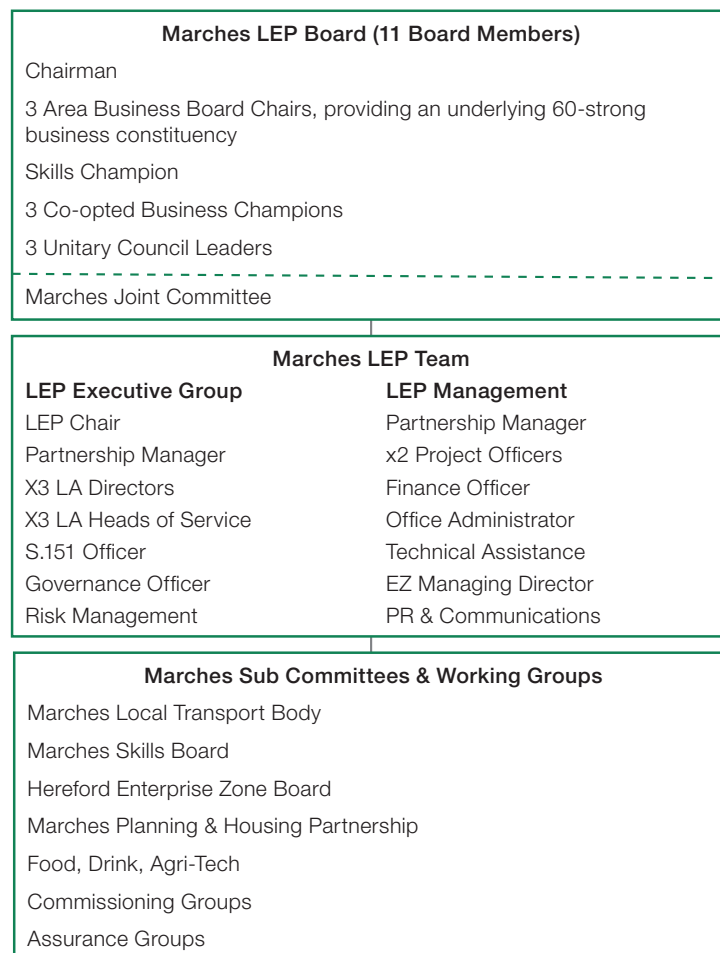 Marches LEP Board (11 Board Members)
Chairman
3 Area Business Board Chairs, providing an underlying 60-strong
business constituency
Skills Champion
3 Co-opted Business Champions
3 Unitary Council Leaders
Marches Joint Committee
Marches LEP Team
LEP Executive Group
LEP Chair
Partnership Manager
X3 LA Directors
X3 LA Heads of Service
S.151 Officer
Governance Officer
Risk Management
LEP Management
Partnership Manager
x2 Project Officers
Finance Officer
Office Administrator
Technical Assistance
EZ Managing Director
PR & Communications
Marches Sub Committees & Working Groups
Marches Local Transport Body
Marches Skills Board
Hereford Enterprise Zone Board
Marches Planning & Housing Partnership
Food, Drink, Agri-Tech
Commissioning Groups
Assurance Groups